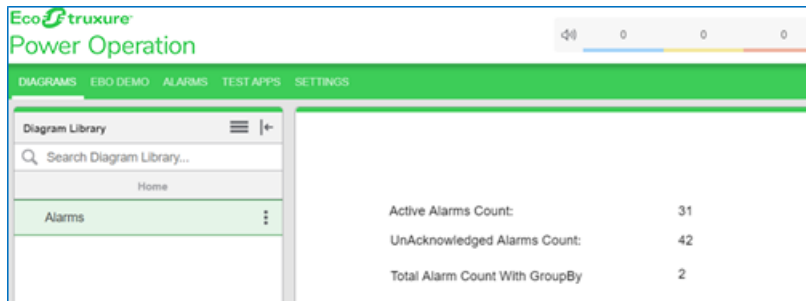 EcoStruxure
Power Operation
0 0 0
DIAGRAMS EBO DEMO ALARMS TEST APPS SETTINGS
Diagram Library
Search Diagram Library...
Home
Alarms
Active Alarms Count: 31
UnAcknowledged Alarms Count: 42
Total Alarm Count With GroupBy 2